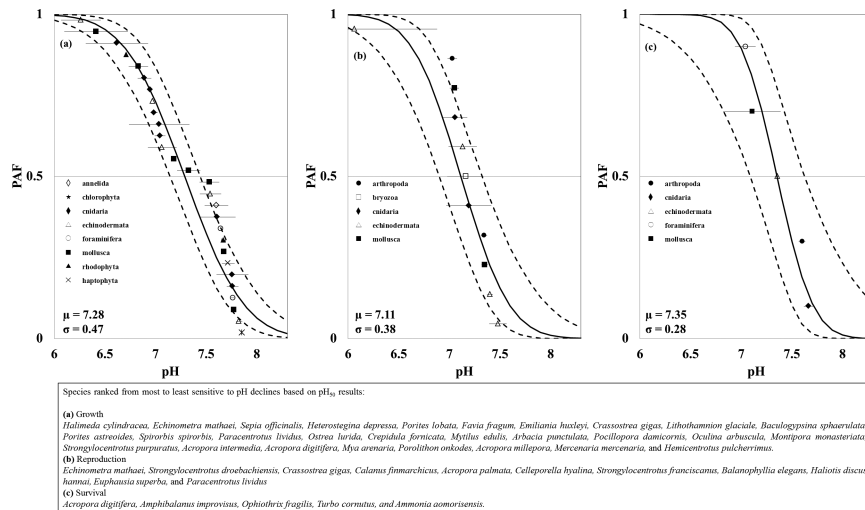 1
(a)
PAF
0.5
annelida
chlorophyta
cnidaria
echinodermata
foraminifera
mollusca
rhodophyta
haptophyta
μ = 7.28
σ = 0.47
0
6 6.5 7 7.5 8
pH
1
(b)
PAF
0.5
arthropoda
bryozoa
cnidaria
echinodermata
mollusca
μ = 7.11
σ = 0.38
0
6 6.5 7 7.5 8
pH
1
(c)
PAF
0.5
arthropoda
cnidaria
echinodermata
foraminifera
mollusca
μ = 7.35
σ = 0.28
0
6 6.5 7 7.5 8
pH
Species ranked from most to least sensitive to pH declines based on pH50 results:
(a) Growth
Halimeda cylindracea, Echinometra mathaei, Sepia officinalis, Heterostegina depressa, Porites lobata, Favia fragum, Emiliania huxleyi, Crassostrea gigas, Lithothamnion glaciale, Baculogypsina sphaerulata,
Porites astreoides, Spirorbis spirorbis, Paracentrotus lividus, Ostrea lurida, Crepidula fornicata, Mytilus edulis, Arbacia punctulata, Pocillopora damicornis, Oculina arbuscula, Montipora monasteriata,
Strongylocentrotus purpuratus, Acropora intermedia, Acropora digitifera, Mya arenaria, Porolithon onkodes, Acropora millepora, Mercenaria mercenaria, and Hemicentrotus pulcherrimus.
(b) Reproduction
Echinometra mathaei, Strongylocentrotus droebachiensis, Crassostrea gigas, Calanus finmarchicus, Acropora palmata, Celleporella hyalina, Strongylocentrotus franciscanus, Balanophyllia elegans, Haliotis discus
hannai, Euphausia superba, and Paracentrotus lividus
(c) Survival
Acropora digitifera, Amphibalanus improvisus, Ophiothrix fragilis, Turbo cornutus, and Ammonia aomorisensis.